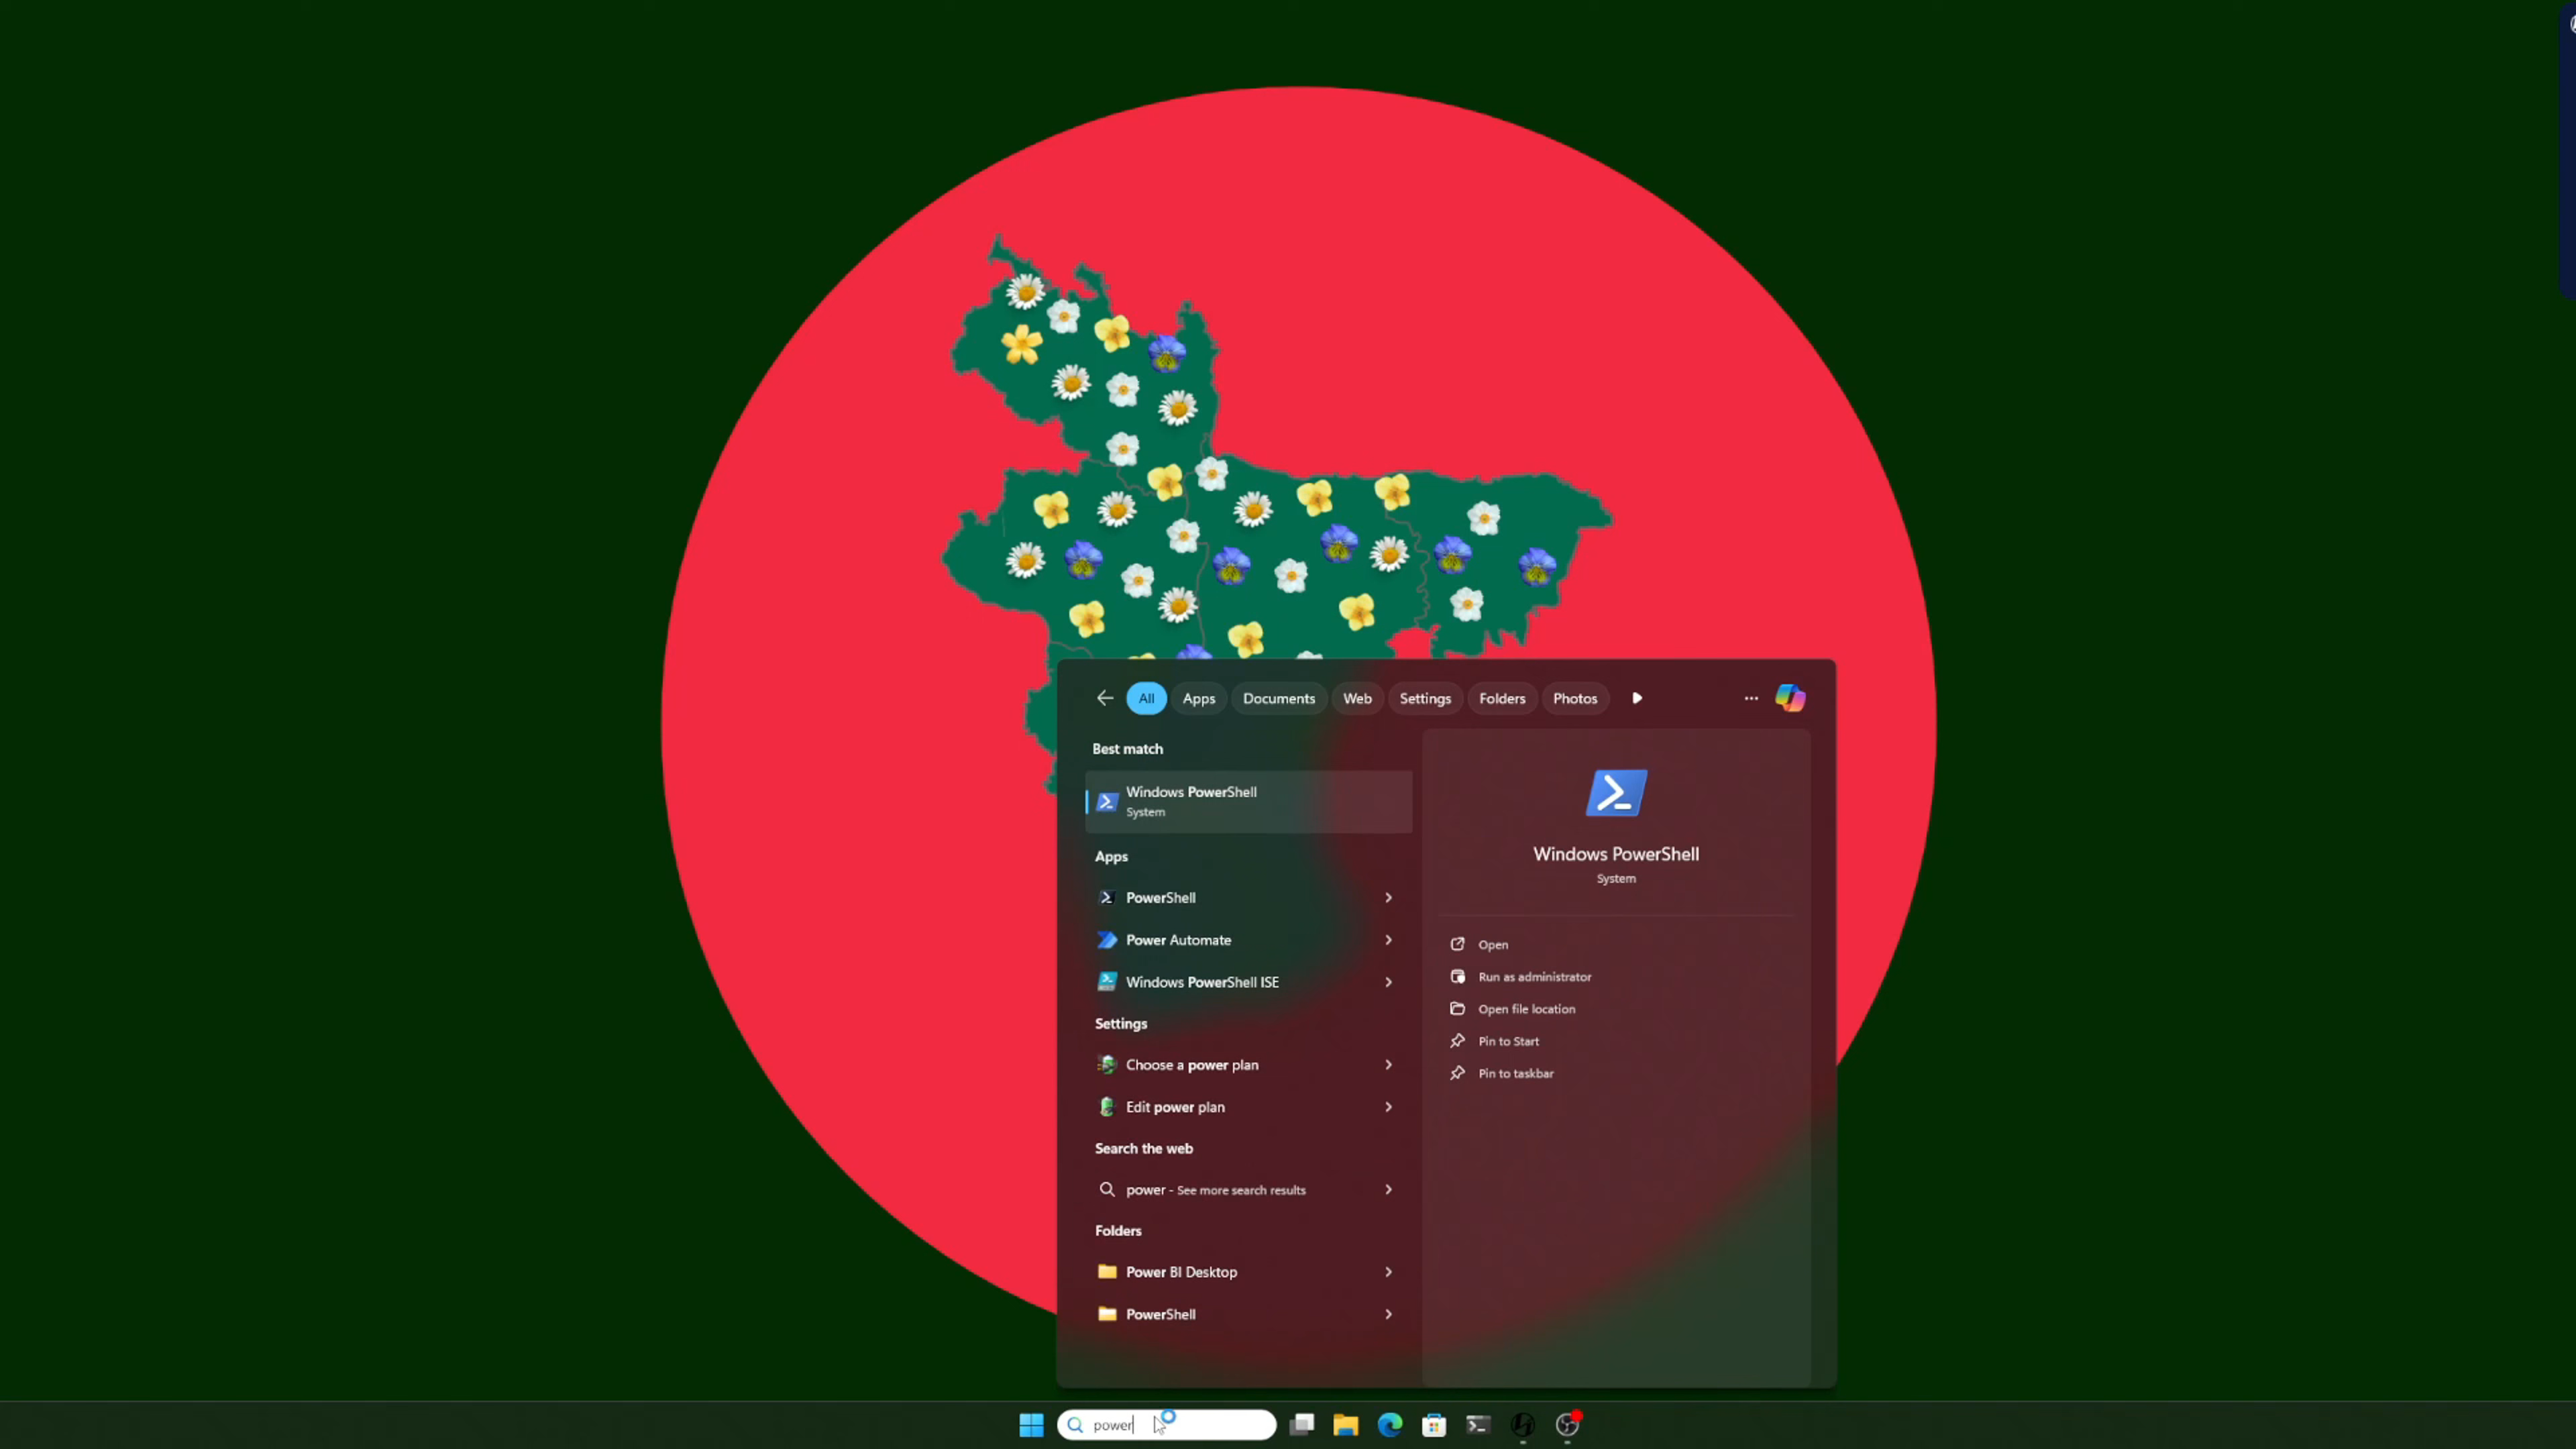 All Apps Documents Web Settings Folders Photos
Best match
Windows PowerShell
System
Apps
PowerShell
Power Automate
Windows PowerShell ISE
Settings
Choose a power plan
Edit power plan
Search the web
power - See more search results
Folders
Power BI Desktop
PowerShell
Windows PowerShell
System
Open
Run as administrator
Open file location
Pin to Start
Pin to taskbar
power